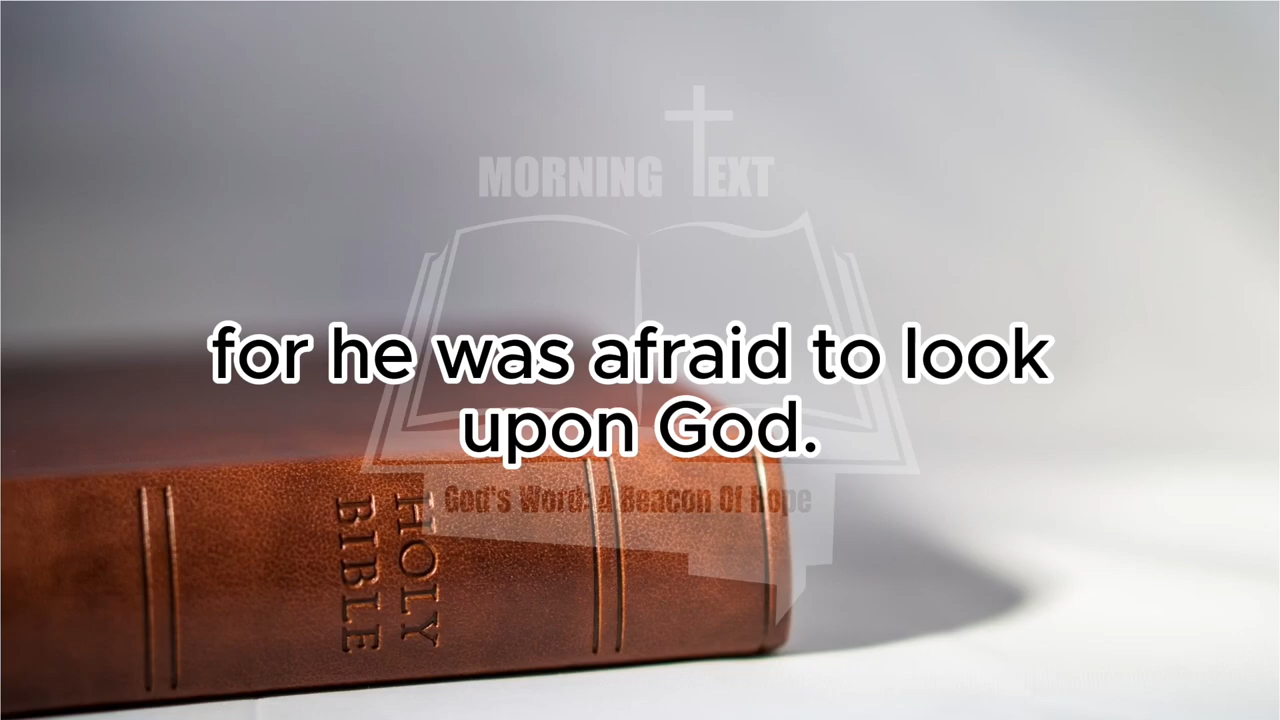 MORNING TEXT
for he was afraid to look
upon God.
God's Word: A Beacon Of Hope
HOLY
BIBLE